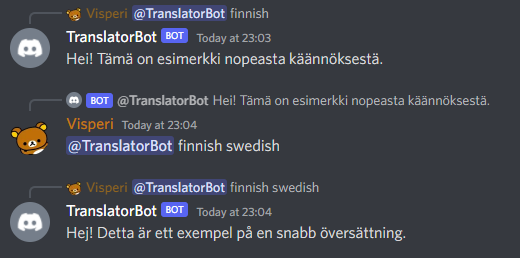 Visperi @TranslatorBot finnish
TranslatorBot BOT Today at 23:03
Hei! Tämä on esimerkki nopeasta käännöksestä.
BOT @TranslatorBot Hei! Tämä on esimerkki nopeasta käännöksestä.
Visperi Today at 23:04
@TranslatorBot finnish swedish
Visperi @TranslatorBot finnish swedish
TranslatorBot BOT Today at 23:04
Hej! Detta är ett exempel på en snabb översättning.